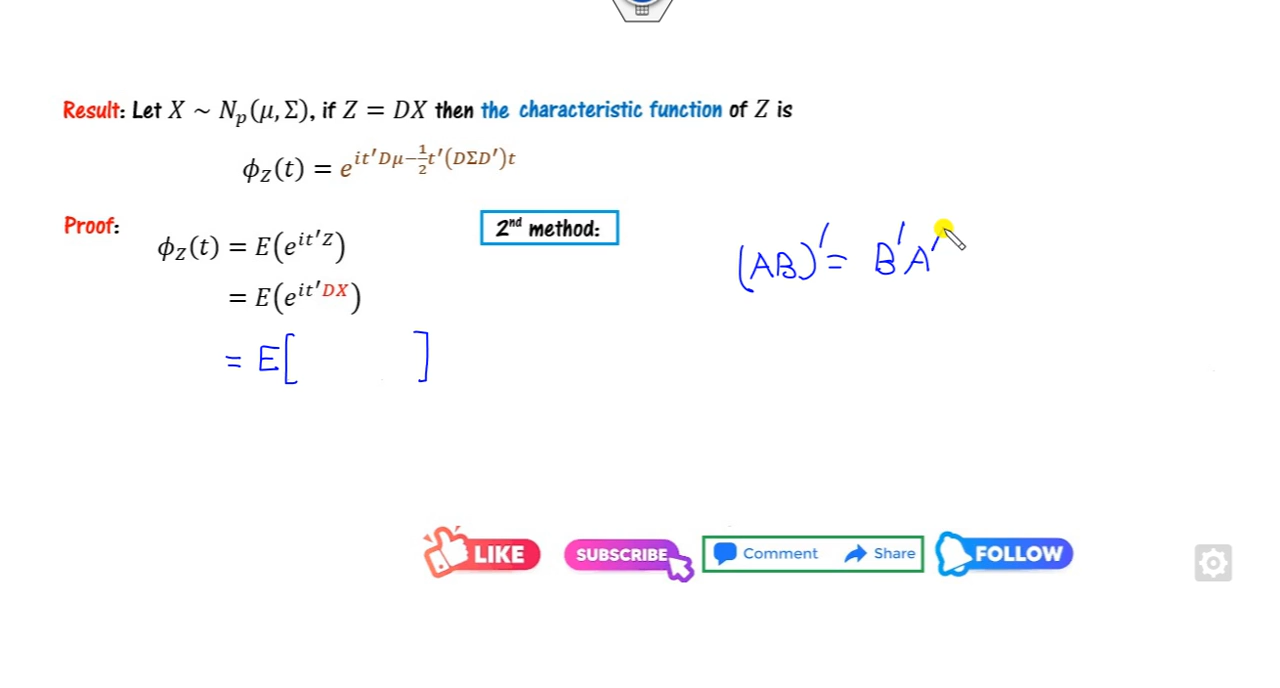 Result: Let X ~ Nₚ(μ, Σ), if Z = DX then the characteristic function of Z is
ϕ_Z(t) = e^{it′Dμ−½t′(DΣD′)t}
Proof:
2nd method:
ϕ_Z(t) = E(e^{it′Z})
(AB)′ = B′A′
= E(e^{it′DX})
= E[ ]
LIKE
SUBSCRIBE
Comment Share
FOLLOW